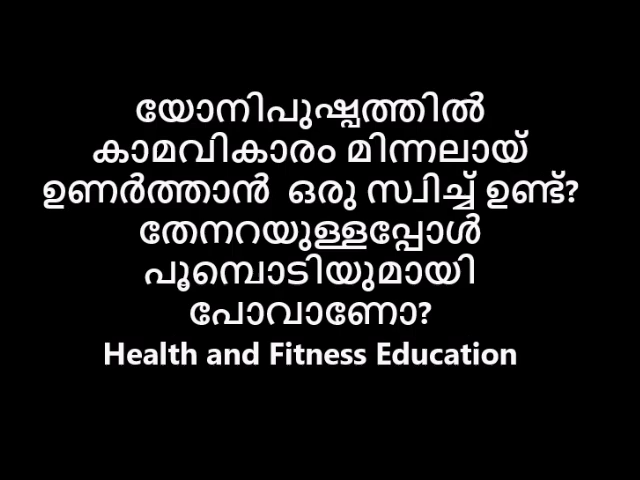 യോനിപുഷ്പത്തിൽ
കാമവികാരം മിന്നലായ്
ഉണർത്താൻ ഒരു സ്വിച്ച് ഉണ്ട്?
തേനറയുള്ളപ്പോൾ
പൂമ്പൊടിയുമായി
പോവാണോ?
Health and Fitness Education